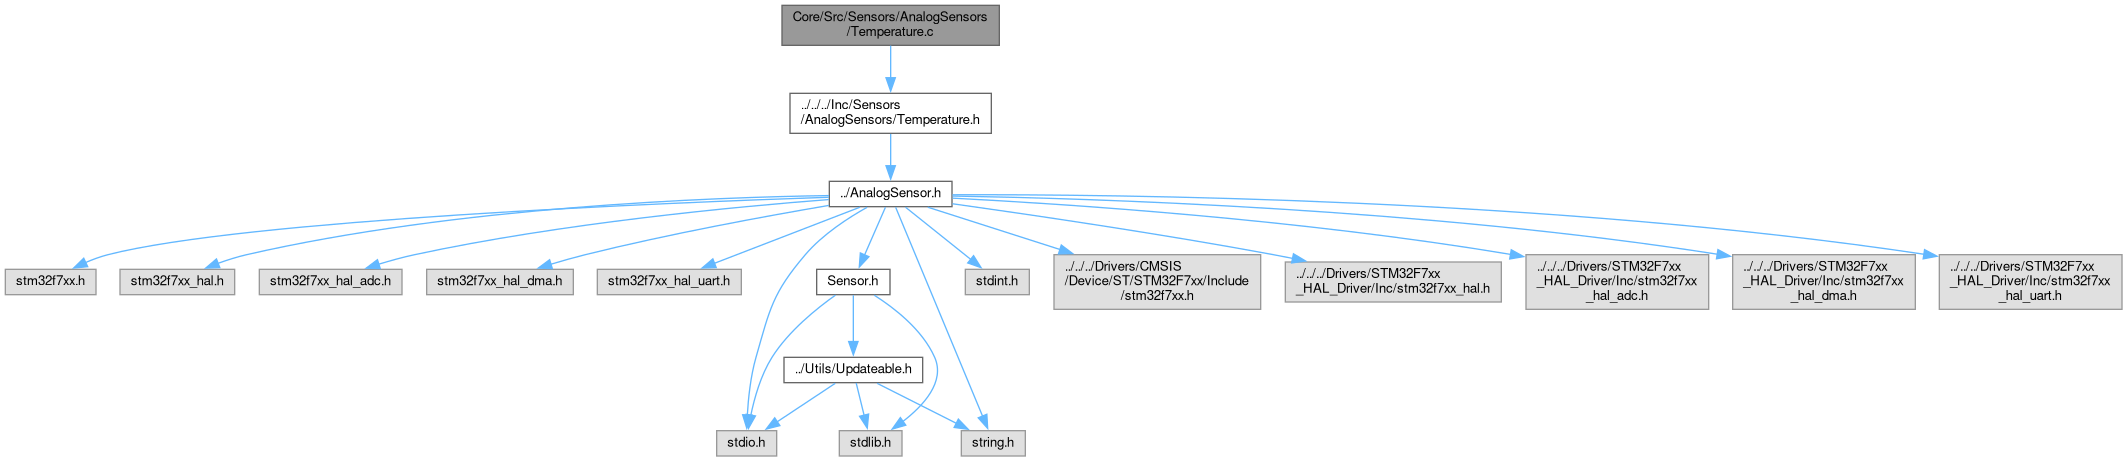 Core/Src/Sensors/AnalogSensors
/Temperature.c
../../../Inc/Sensors
/AnalogSensors/Temperature.h
../AnalogSensor.h
stm32f7xx.h
stm32f7xx_hal.h
stm32f7xx_hal_adc.h
stm32f7xx_hal_dma.h
stm32f7xx_hal_uart.h
Sensor.h
stdint.h
../../../Drivers/CMSIS
/Device/ST/STM32F7xx/Include
/stm32f7xx.h
../../../Drivers/STM32F7xx
_HAL_Driver/Inc/stm32f7xx_hal.h
../../../Drivers/STM32F7xx
_HAL_Driver/Inc/stm32f7xx
_hal_adc.h
../../../Drivers/STM32F7xx
_HAL_Driver/Inc/stm32f7xx
_hal_dma.h
../../../Drivers/STM32F7xx
_HAL_Driver/Inc/stm32f7xx
_hal_uart.h
../Utils/Updateable.h
stdio.h
stdlib.h
string.h